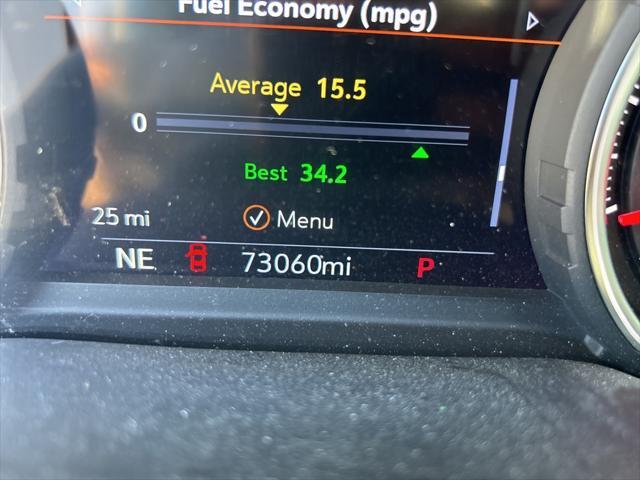 Fuel Economy (mpg)
Average 15.5
0
Best 34.2
25 mi Menu
NE 73060mi P